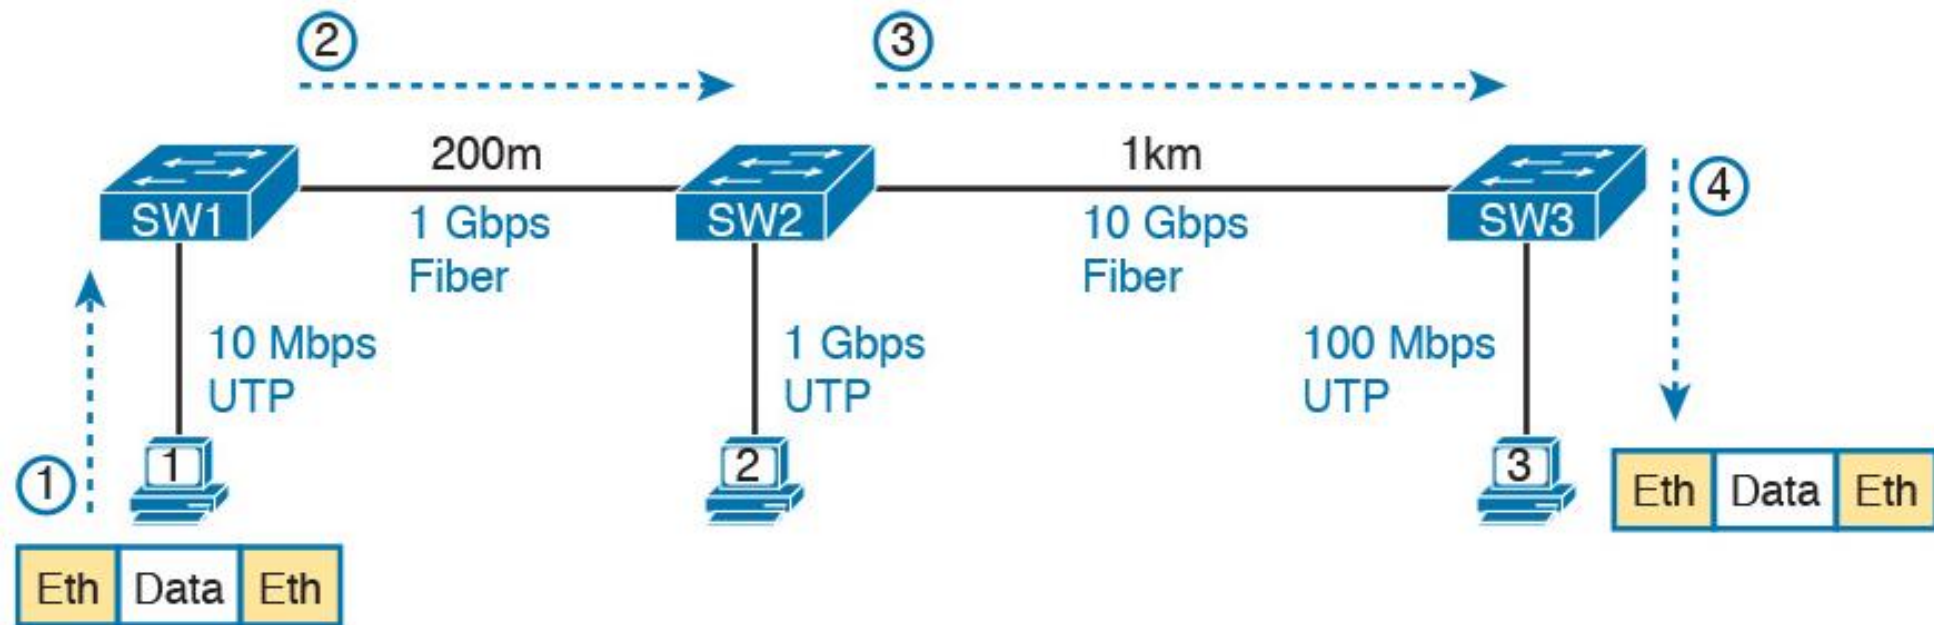 2
3
200m
1km
4
SW1
SW2
SW3
1 Gbps
Fiber
10 Gbps
Fiber
10 Mbps
UTP
1 Gbps
UTP
100 Mbps
UTP
1
1
2
3
Eth Data Eth
Eth Data Eth